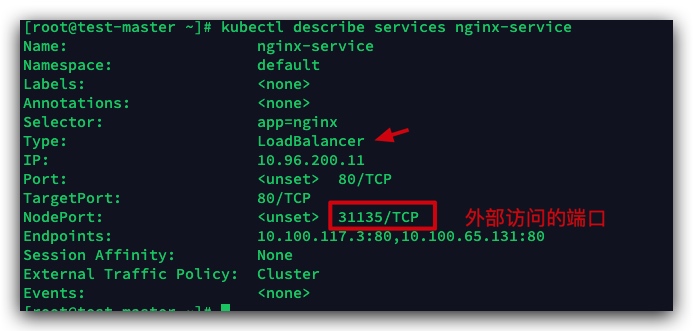 [root@test-master ~]# kubectl describe services nginx-service
Name: nginx-service
Namespace: default
Labels: <none>
Annotations: <none>
Selector: app=nginx
Type: LoadBalancer
IP: 10.96.200.11
Port: <unset> 80/TCP
TargetPort: 80/TCP
NodePort: <unset> 31135/TCP 外部访问的端口
Endpoints: 10.100.117.3:80,10.100.65.131:80
Session Affinity: None
External Traffic Policy: Cluster
Events: <none>
[root@test-master ~]#